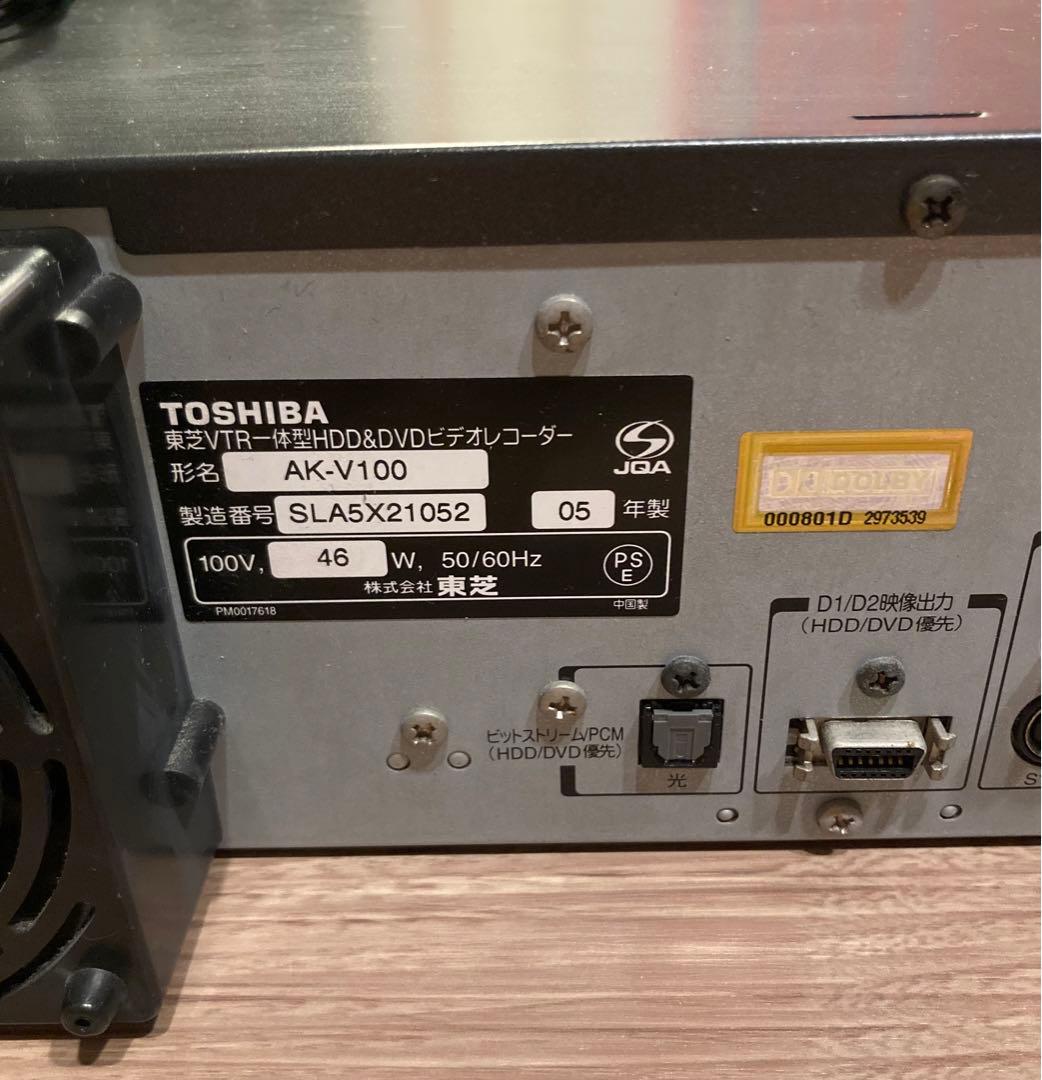 TOSHIBA
東芝VTR一体型HDD&DVDビデオレコーダー
形名 AK-V100
製造番号 SLA5X21052 05 年製
JQA
100V, 46 W, 50/60Hz
PS
E
株式会社 東芝
PM0017618
中国製
DOLBY
000801D 2973539
D1/D2映像出力
(HDD/DVD優先)
ビットストリーム/PCM
(HDD/DVD優先)
光